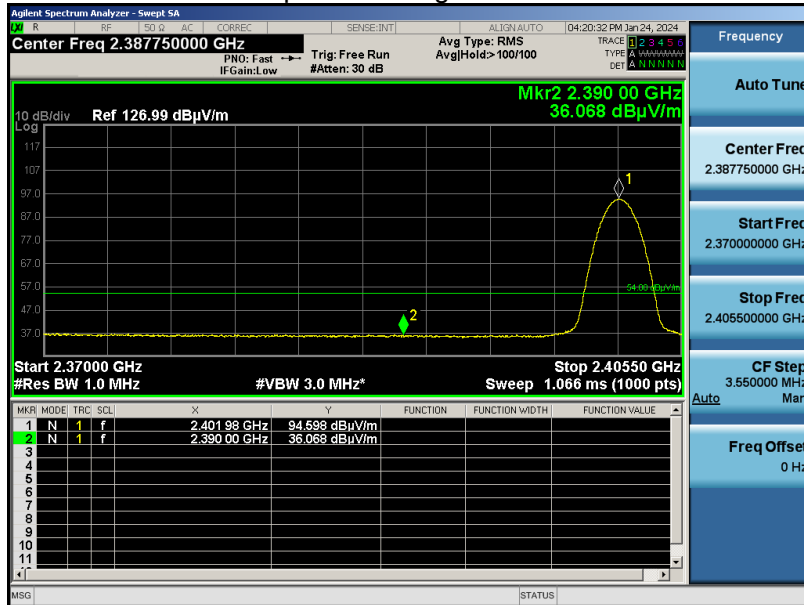 Agilent Spectrum Analyzer - Swept SA
LXI R RF 50 Ω AC CORREC SENSE:INT ALIGN AUTO 04:20:32 PM Jan 24, 2024
Center Freq 2.387750000 GHz
PNO: Fast
IFGain:Low
Trig: Free Run
#Atten: 30 dB
Avg Type: RMS
Avg|Hold:>100/100
TRACE 1 2 3 4 5 6
TYPE A
DET A N N N N N
Mkr2 2.390 00 GHz
36.068 dBµV/m
10 dB/div Ref 126.99 dBµV/m
Log
117
107
97.0
87.0
77.0
67.0
57.0
47.0
37.0
1
54.00 dBµV/m
2
Start 2.37000 GHz Stop 2.40550 GHz
#Res BW 1.0 MHz #VBW 3.0 MHz* Sweep 1.066 ms (1000 pts)
MKR MODE TRC SCL X Y FUNCTION FUNCTION WIDTH FUNCTION VALUE
1 N 1 f 2.401 98 GHz 94.598 dBµV/m
2 N 1 f 2.390 00 GHz 36.068 dBµV/m
3
4
5
6
7
8
9
10
11
MSG STATUS
Frequency
Auto Tune
Center Freq
2.387750000 GHz
Start Freq
2.370000000 GHz
Stop Freq
2.405500000 GHz
CF Step
3.550000 MHz
Auto Man
Freq Offset
0 Hz